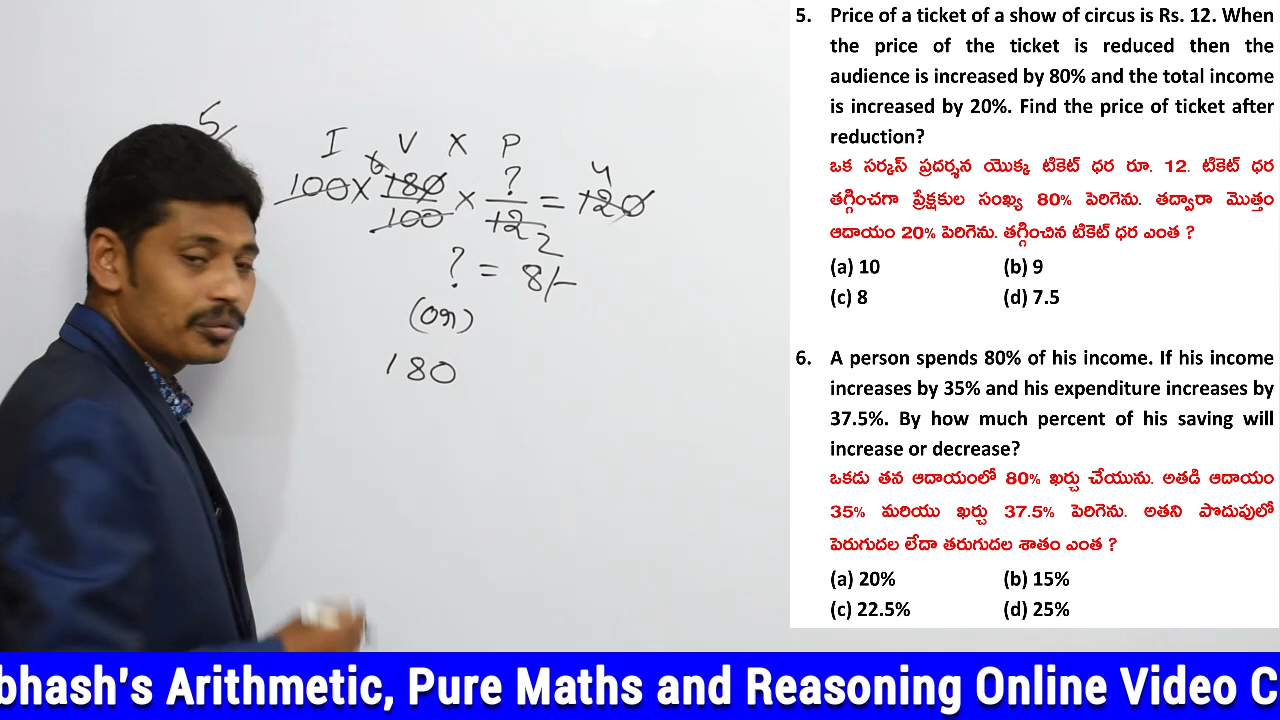 5
I V X P
100 X 180/100 X ?/12 = 120
6 4 2
? = 8/-
(OR)
180
5. Price of a ticket of a show of circus is Rs. 12. When
the price of the ticket is reduced then the
audience is increased by 80% and the total income
is increased by 20%. Find the price of ticket after
reduction?
ఒక సర్కస్ ప్రదర్శన యొక్క టికెట్ ధర రూ. 12. టికెట్ ధర
తగ్గించగా ప్రేక్షకుల సంఖ్య 80% పెరిగెను. తద్వారా మొత్తం
ఆదాయం 20% పెరిగెను. తగ్గించిన టికెట్ ధర ఎంత ?
(a) 10 (b) 9
(c) 8 (d) 7.5
6. A person spends 80% of his income. If his income
increases by 35% and his expenditure increases by
37.5%. By how much percent of his saving will
increase or decrease?
ఒకడు తన ఆదాయంలో 80% ఖర్చు చేయును. అతడి ఆదాయం
35% మరియు ఖర్చు 37.5% పెరిగెను. అతని పొదుపులో
పెరుగుదల లేదా తరుగుదల శాతం ఎంత ?
(a) 20% (b) 15%
(c) 22.5% (d) 25%
bhash's Arithmetic, Pure Maths and Reasoning Online Video C